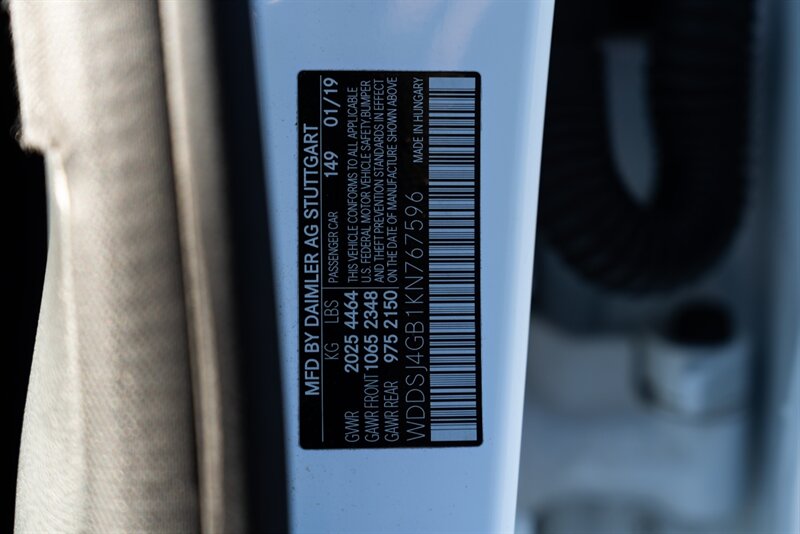 MFD BY DAIMLER AG STUTTGART
KG LBS PASSENGER CAR 149 01/19
GVWR 2025 4464 THIS VEHICLE CONFORMS TO ALL APPLICABLE
GAWR FRONT 1065 2348 U.S. FEDERAL MOTOR VEHICLE SAFETY,BUMPER
GAWR REAR 975 2150 AND THEFT PREVENTION STANDARDS IN EFFECT
ON THE DATE OF MANUFACTURE SHOWN ABOVE
WDDSJ4GB1KN767596 MADE IN HUNGARY